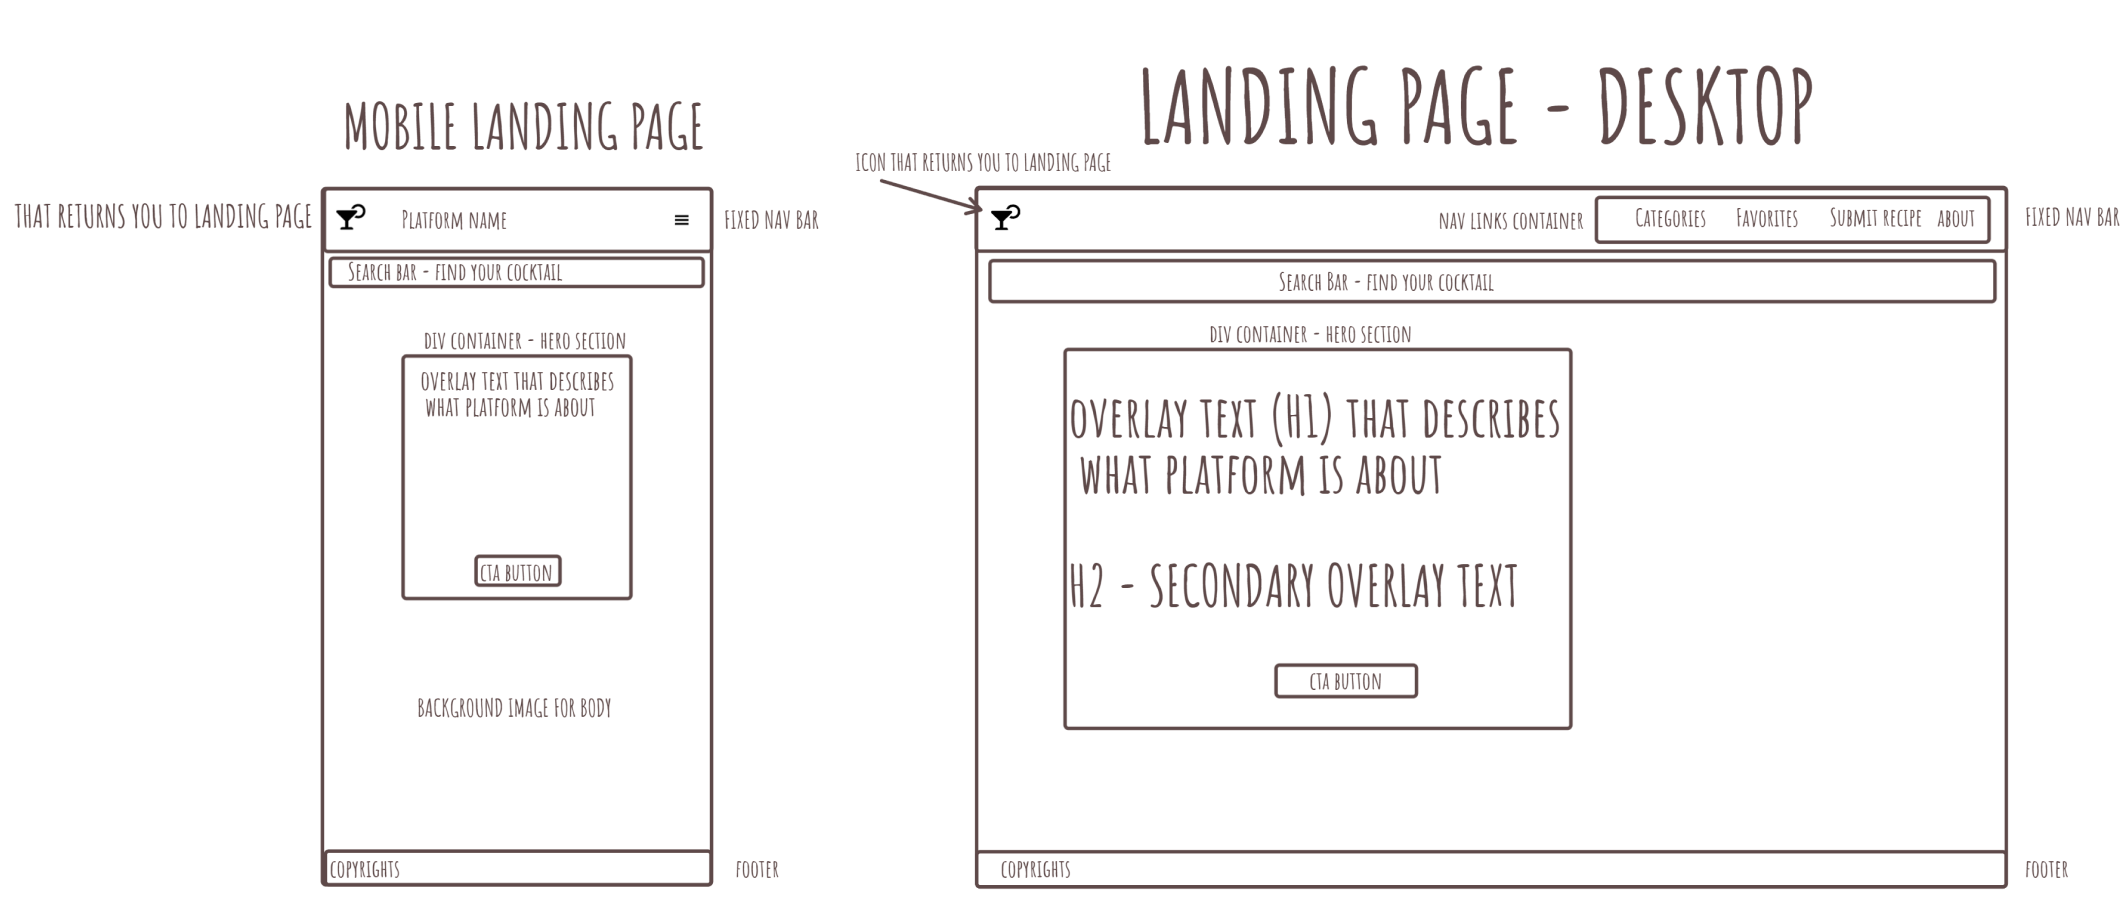 MOBILE LANDING PAGE
THAT RETURNS YOU TO LANDING PAGE
PLATFORM NAME
FIXED NAV BAR
SEARCH BAR - FIND YOUR COCKTAIL
DIV CONTAINER - HERO SECTION
OVERLAY TEXT THAT DESCRIBES
WHAT PLATFORM IS ABOUT
CTA BUTTON
BACKGROUND IMAGE FOR BODY
COPYRIGHTS
FOOTER
LANDING PAGE - DESKTOP
ICON THAT RETURNS YOU TO LANDING PAGE
NAV LINKS CONTAINER
CATEGORIES FAVORITES SUBMIT RECIPE ABOUT
FIXED NAV BAR
SEARCH BAR - FIND YOUR COCKTAIL
DIV CONTAINER - HERO SECTION
OVERLAY TEXT (H1) THAT DESCRIBES
WHAT PLATFORM IS ABOUT
H2 - SECONDARY OVERLAY TEXT
CTA BUTTON
COPYRIGHTS
FOOTER